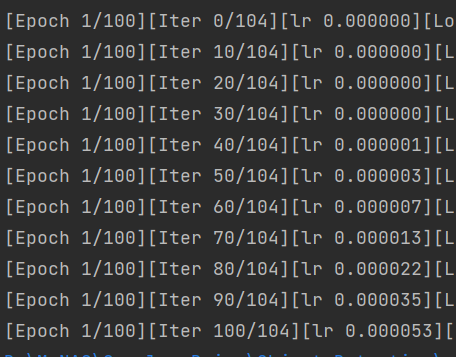 [Epoch 1/100][Iter 0/104][lr 0.000000][Lo
[Epoch 1/100][Iter 10/104][lr 0.000000][L
[Epoch 1/100][Iter 20/104][lr 0.000000][L
[Epoch 1/100][Iter 30/104][lr 0.000000][L
[Epoch 1/100][Iter 40/104][lr 0.000001][L
[Epoch 1/100][Iter 50/104][lr 0.000003][L
[Epoch 1/100][Iter 60/104][lr 0.000007][L
[Epoch 1/100][Iter 70/104][lr 0.000013][L
[Epoch 1/100][Iter 80/104][lr 0.000022][L
[Epoch 1/100][Iter 90/104][lr 0.000035][L
[Epoch 1/100][Iter 100/104][lr 0.000053][